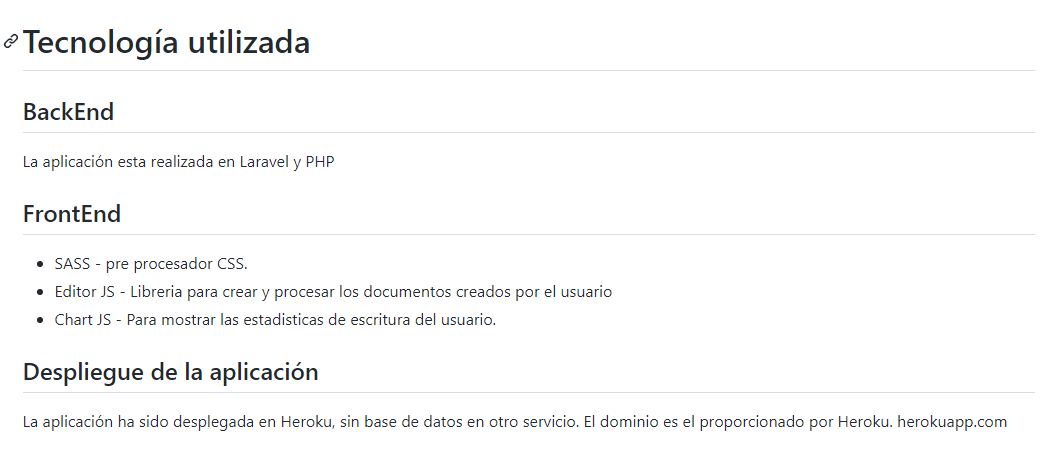 Tecnología utilizada
BackEnd
La aplicación esta realizada en Laravel y PHP
FrontEnd
SASS - pre procesador CSS.
Editor JS - Libreria para crear y procesar los documentos creados por el usuario
Chart JS - Para mostrar las estadisticas de escritura del usuario.
Despliegue de la aplicación
La aplicación ha sido desplegada en Heroku, sin base de datos en otro servicio. El dominio es el proporcionado por Heroku. herokuapp.com